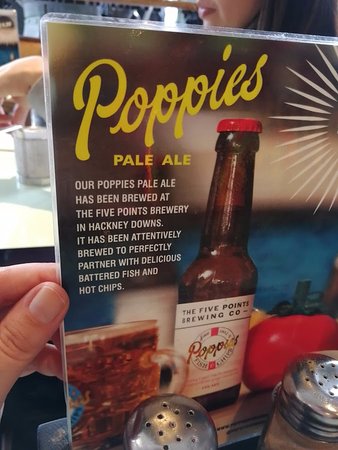 Poppies
PALE ALE
OUR POPPIES PALE ALE
HAS BEEN BREWED AT
THE FIVE POINTS BREWERY
IN HACKNEY DOWNS.
IT HAS BEEN ATTENTIVELY
BREWED TO PERFECTLY
PARTNER WITH DELICIOUS
BATTERED FISH AND
HOT CHIPS.
THE FIVE POINTS
BREWING CO
Poppies
FISH & CHIPS